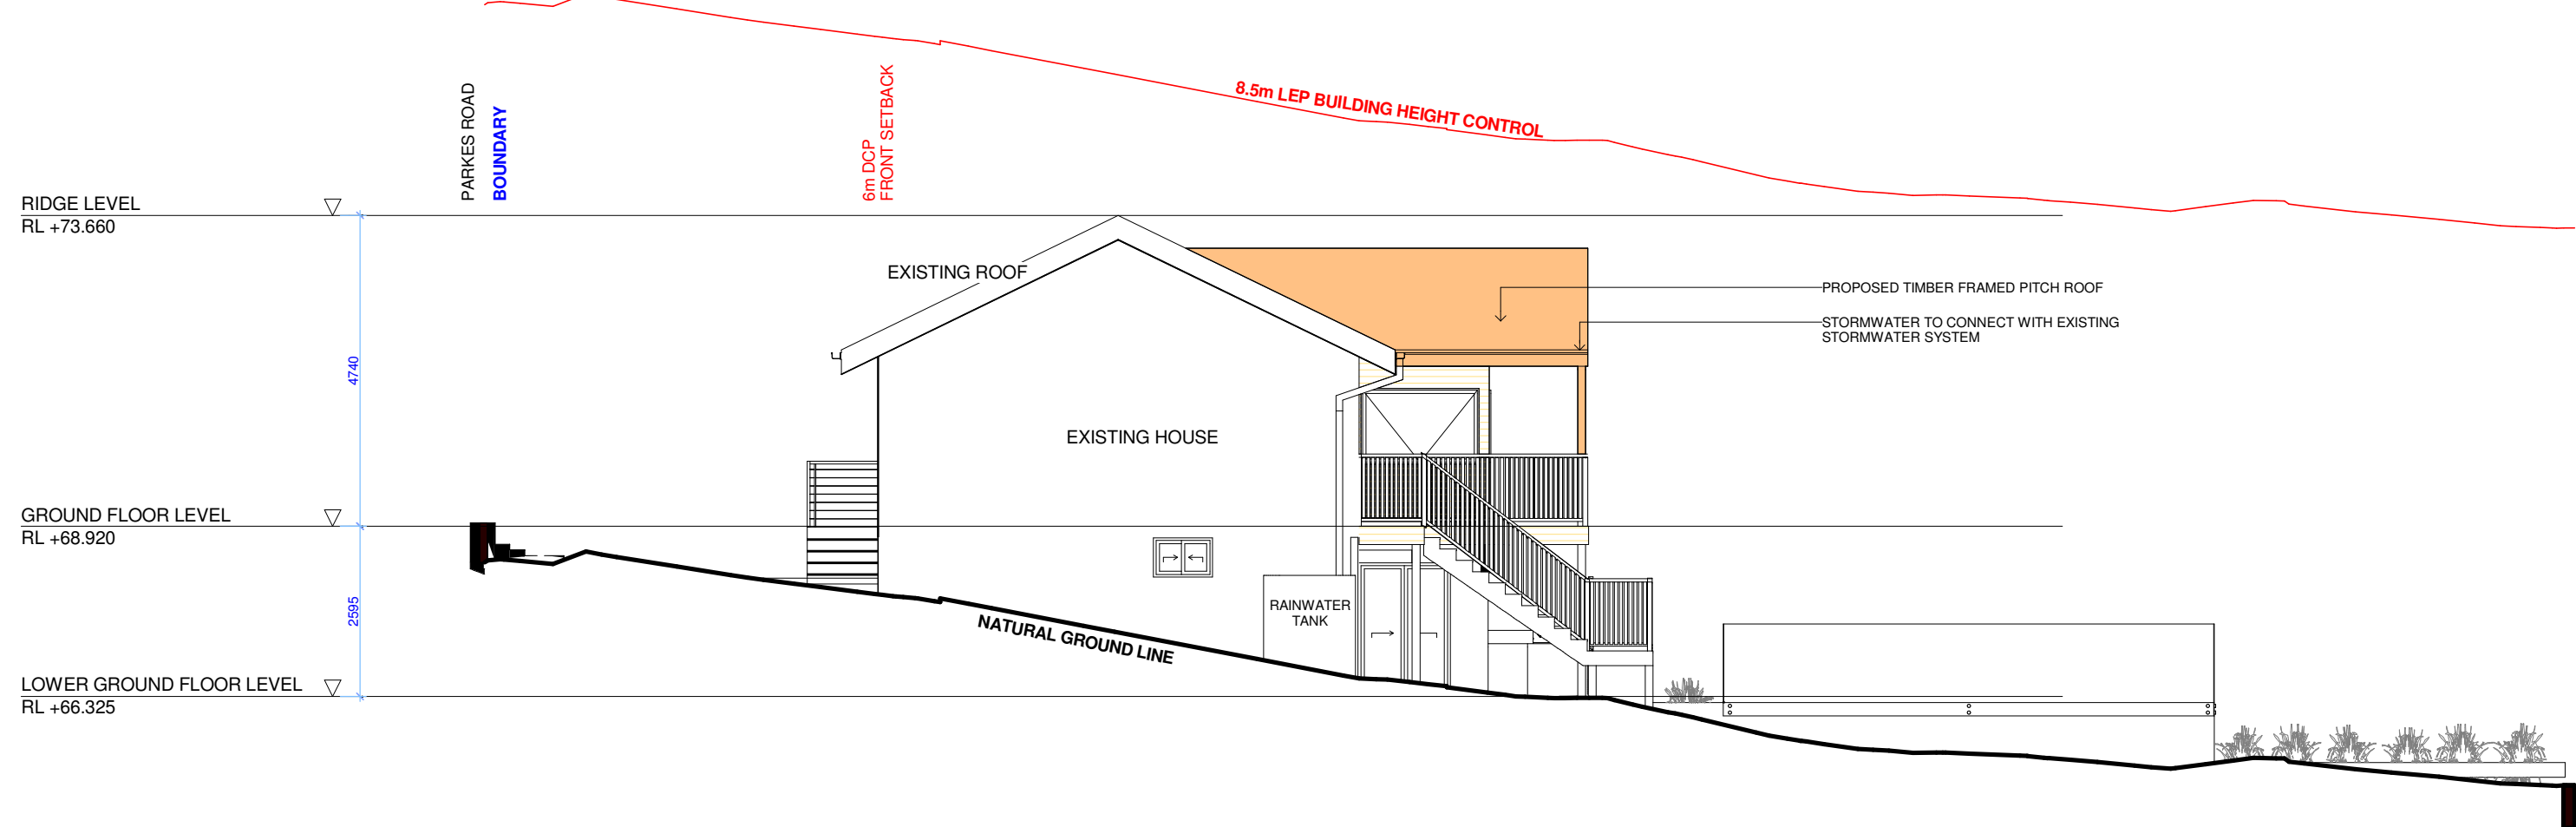 PARKES ROAD
BOUNDARY
6m DCP
FRONT SETBACK
8.5m LEP BUILDING HEIGHT CONTROL
RIDGE LEVEL
RL +73.660
EXISTING ROOF
PROPOSED TIMBER FRAMED PITCH ROOF
STORMWATER TO CONNECT WITH EXISTING
STORMWATER SYSTEM
4740
EXISTING HOUSE
GROUND FLOOR LEVEL
RL +68.920
2595
RAINWATER
TANK
NATURAL GROUND LINE
LOWER GROUND FLOOR LEVEL
RL +66.325